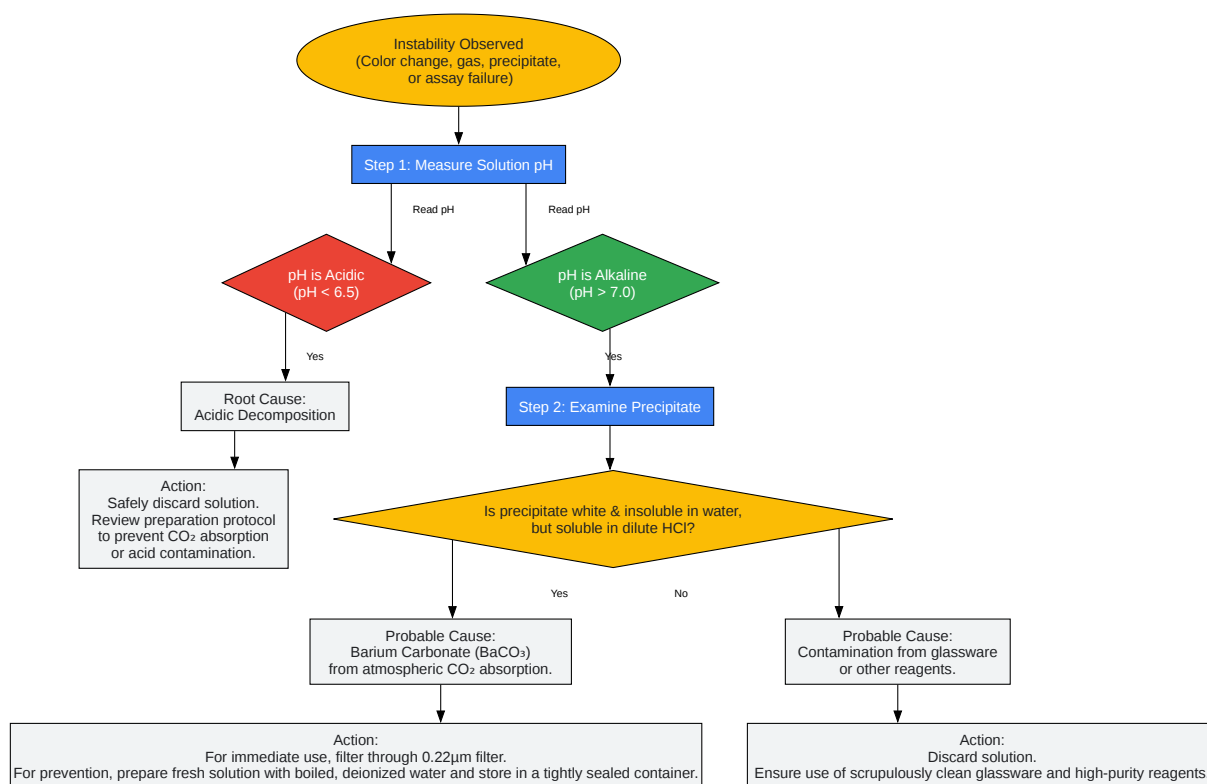 Instability Observed
(Color change, gas, precipitate,
or assay failure)
Step 1: Measure Solution pH
Read pH
Read pH
pH is Acidic
(pH < 6.5)
pH is Alkaline
(pH > 7.0)
Yes
Yes
Root Cause:
Acidic Decomposition
Step 2: Examine Precipitate
Action:
Safely discard solution.
Review preparation protocol
to prevent CO₂ absorption
or acid contamination.
Is precipitate white & insoluble in water,
but soluble in dilute HCl?
Yes
No
Probable Cause:
Barium Carbonate (BaCO₃)
from atmospheric CO₂ absorption.
Probable Cause:
Contamination from glassware
or other reagents.
Action:
For immediate use, filter through 0.22µm filter.
For prevention, prepare fresh solution with boiled, deionized water and store in a tightly sealed container.
Action:
Discard solution.
Ensure use of scrupulously clean glassware and high-purity reagents.